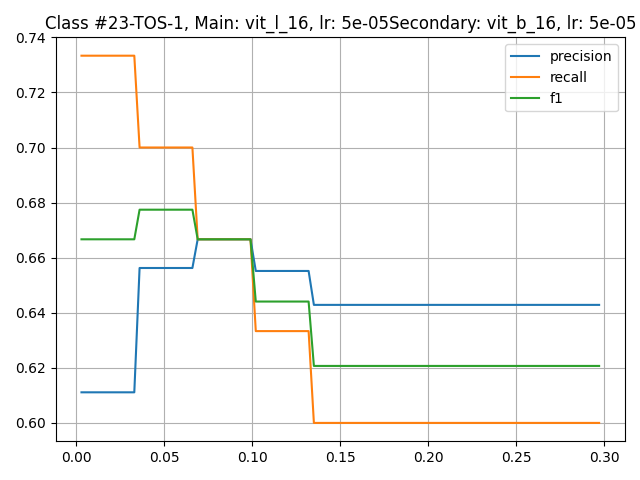 Class #23-TOS-1, Main: vit_l_16, lr: 5e-05Secondary: vit_b_16, lr: 5e-05
0.74
0.72
0.70
0.68
0.66
0.64
0.62
0.60
precision
recall
f1
0.00 0.05 0.10 0.15 0.20 0.25 0.30